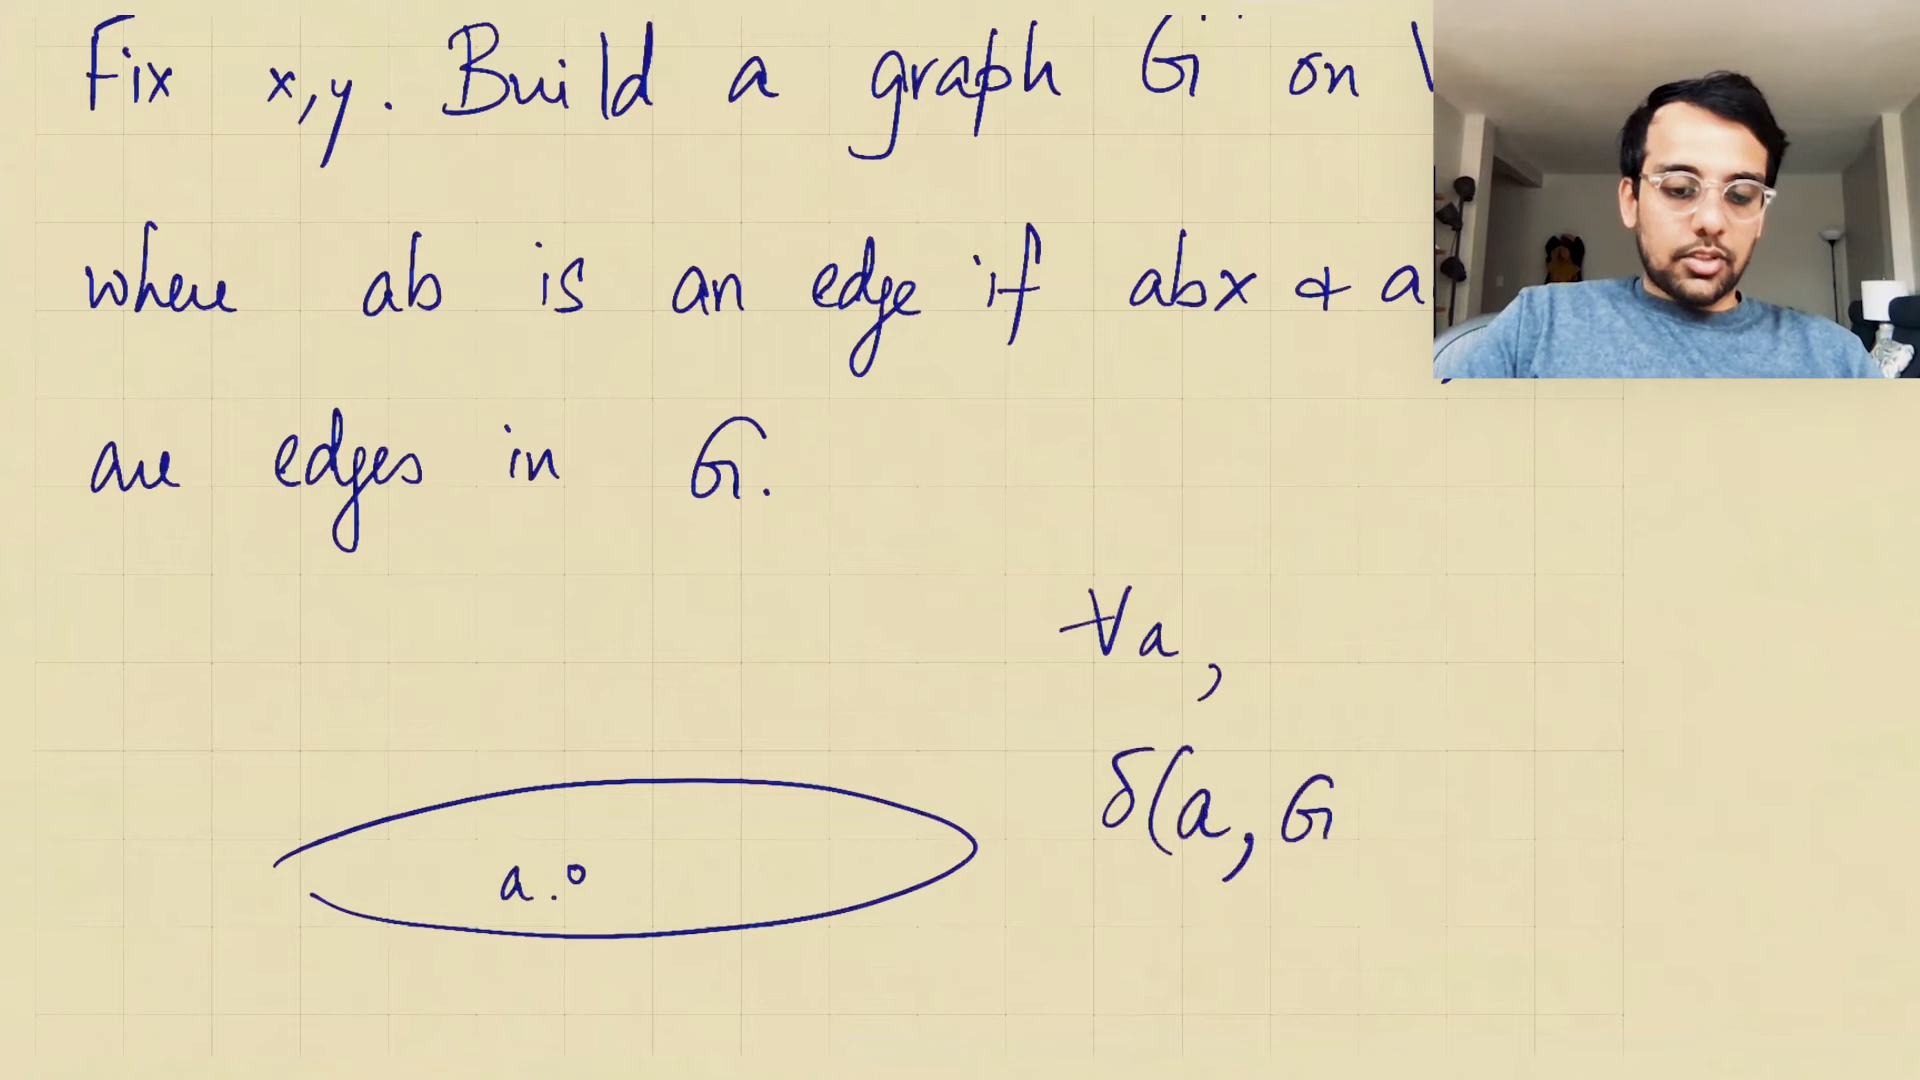 Fix x,y. Build a graph G on
where ab is an edge if abx & a
are edges in G.
∀a,
δ(a, G
a.